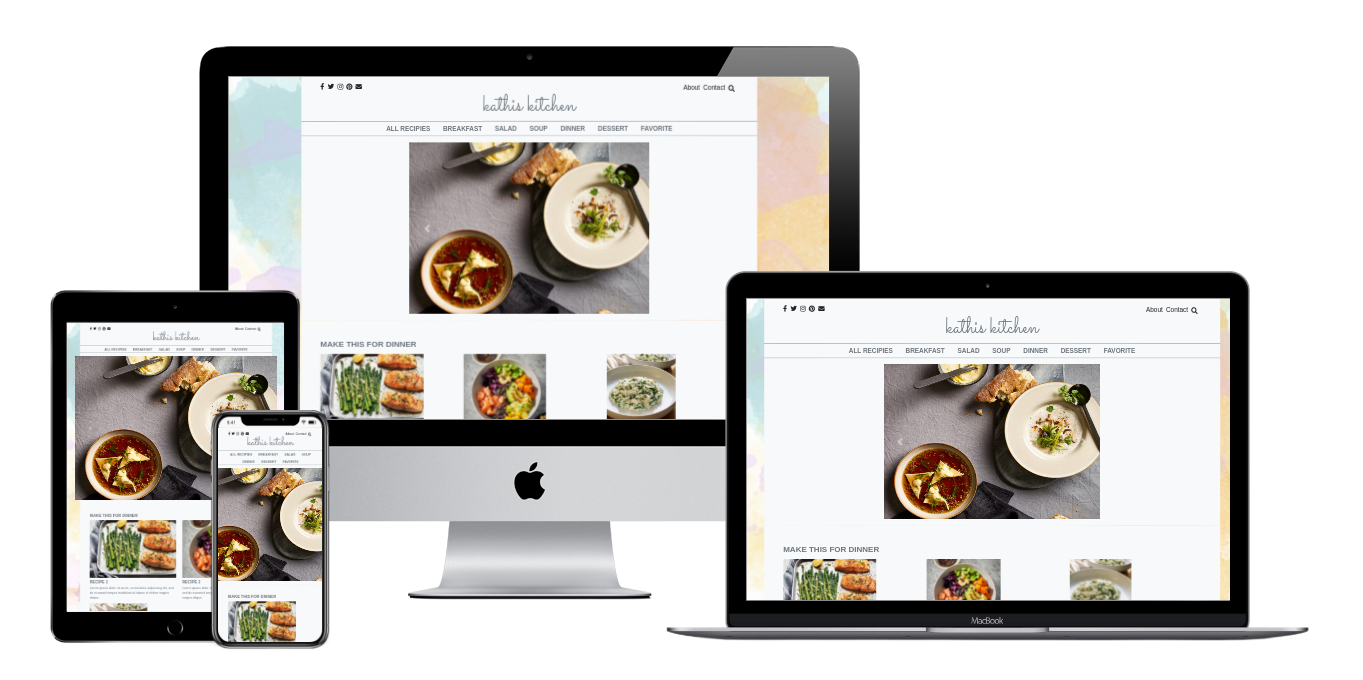 About Contact
kathis kitchen
ALL RECIPIES BREAKFAST SALAD SOUP DINNER DESSERT FAVORITE
MAKE THIS FOR DINNER
About Contact
kathis kitchen
ALL RECIPIES BREAKFAST SALAD SOUP DINNER DESSERT FAVORITE
MAKE THIS FOR DINNER
MacBook
About Contact
kathis kitchen
ALL RECIPIES BREAKFAST SALAD SOUP DINNER DESSERT FAVORITE
MAKE THIS FOR DINNER
RECIPE 1
RECIPE 2
9:41
About Contact
kathis kitchen
ALL RECIPIES BREAKFAST SALAD SOUP
DINNER DESSERT FAVORITE
MAKE THIS FOR DINNER